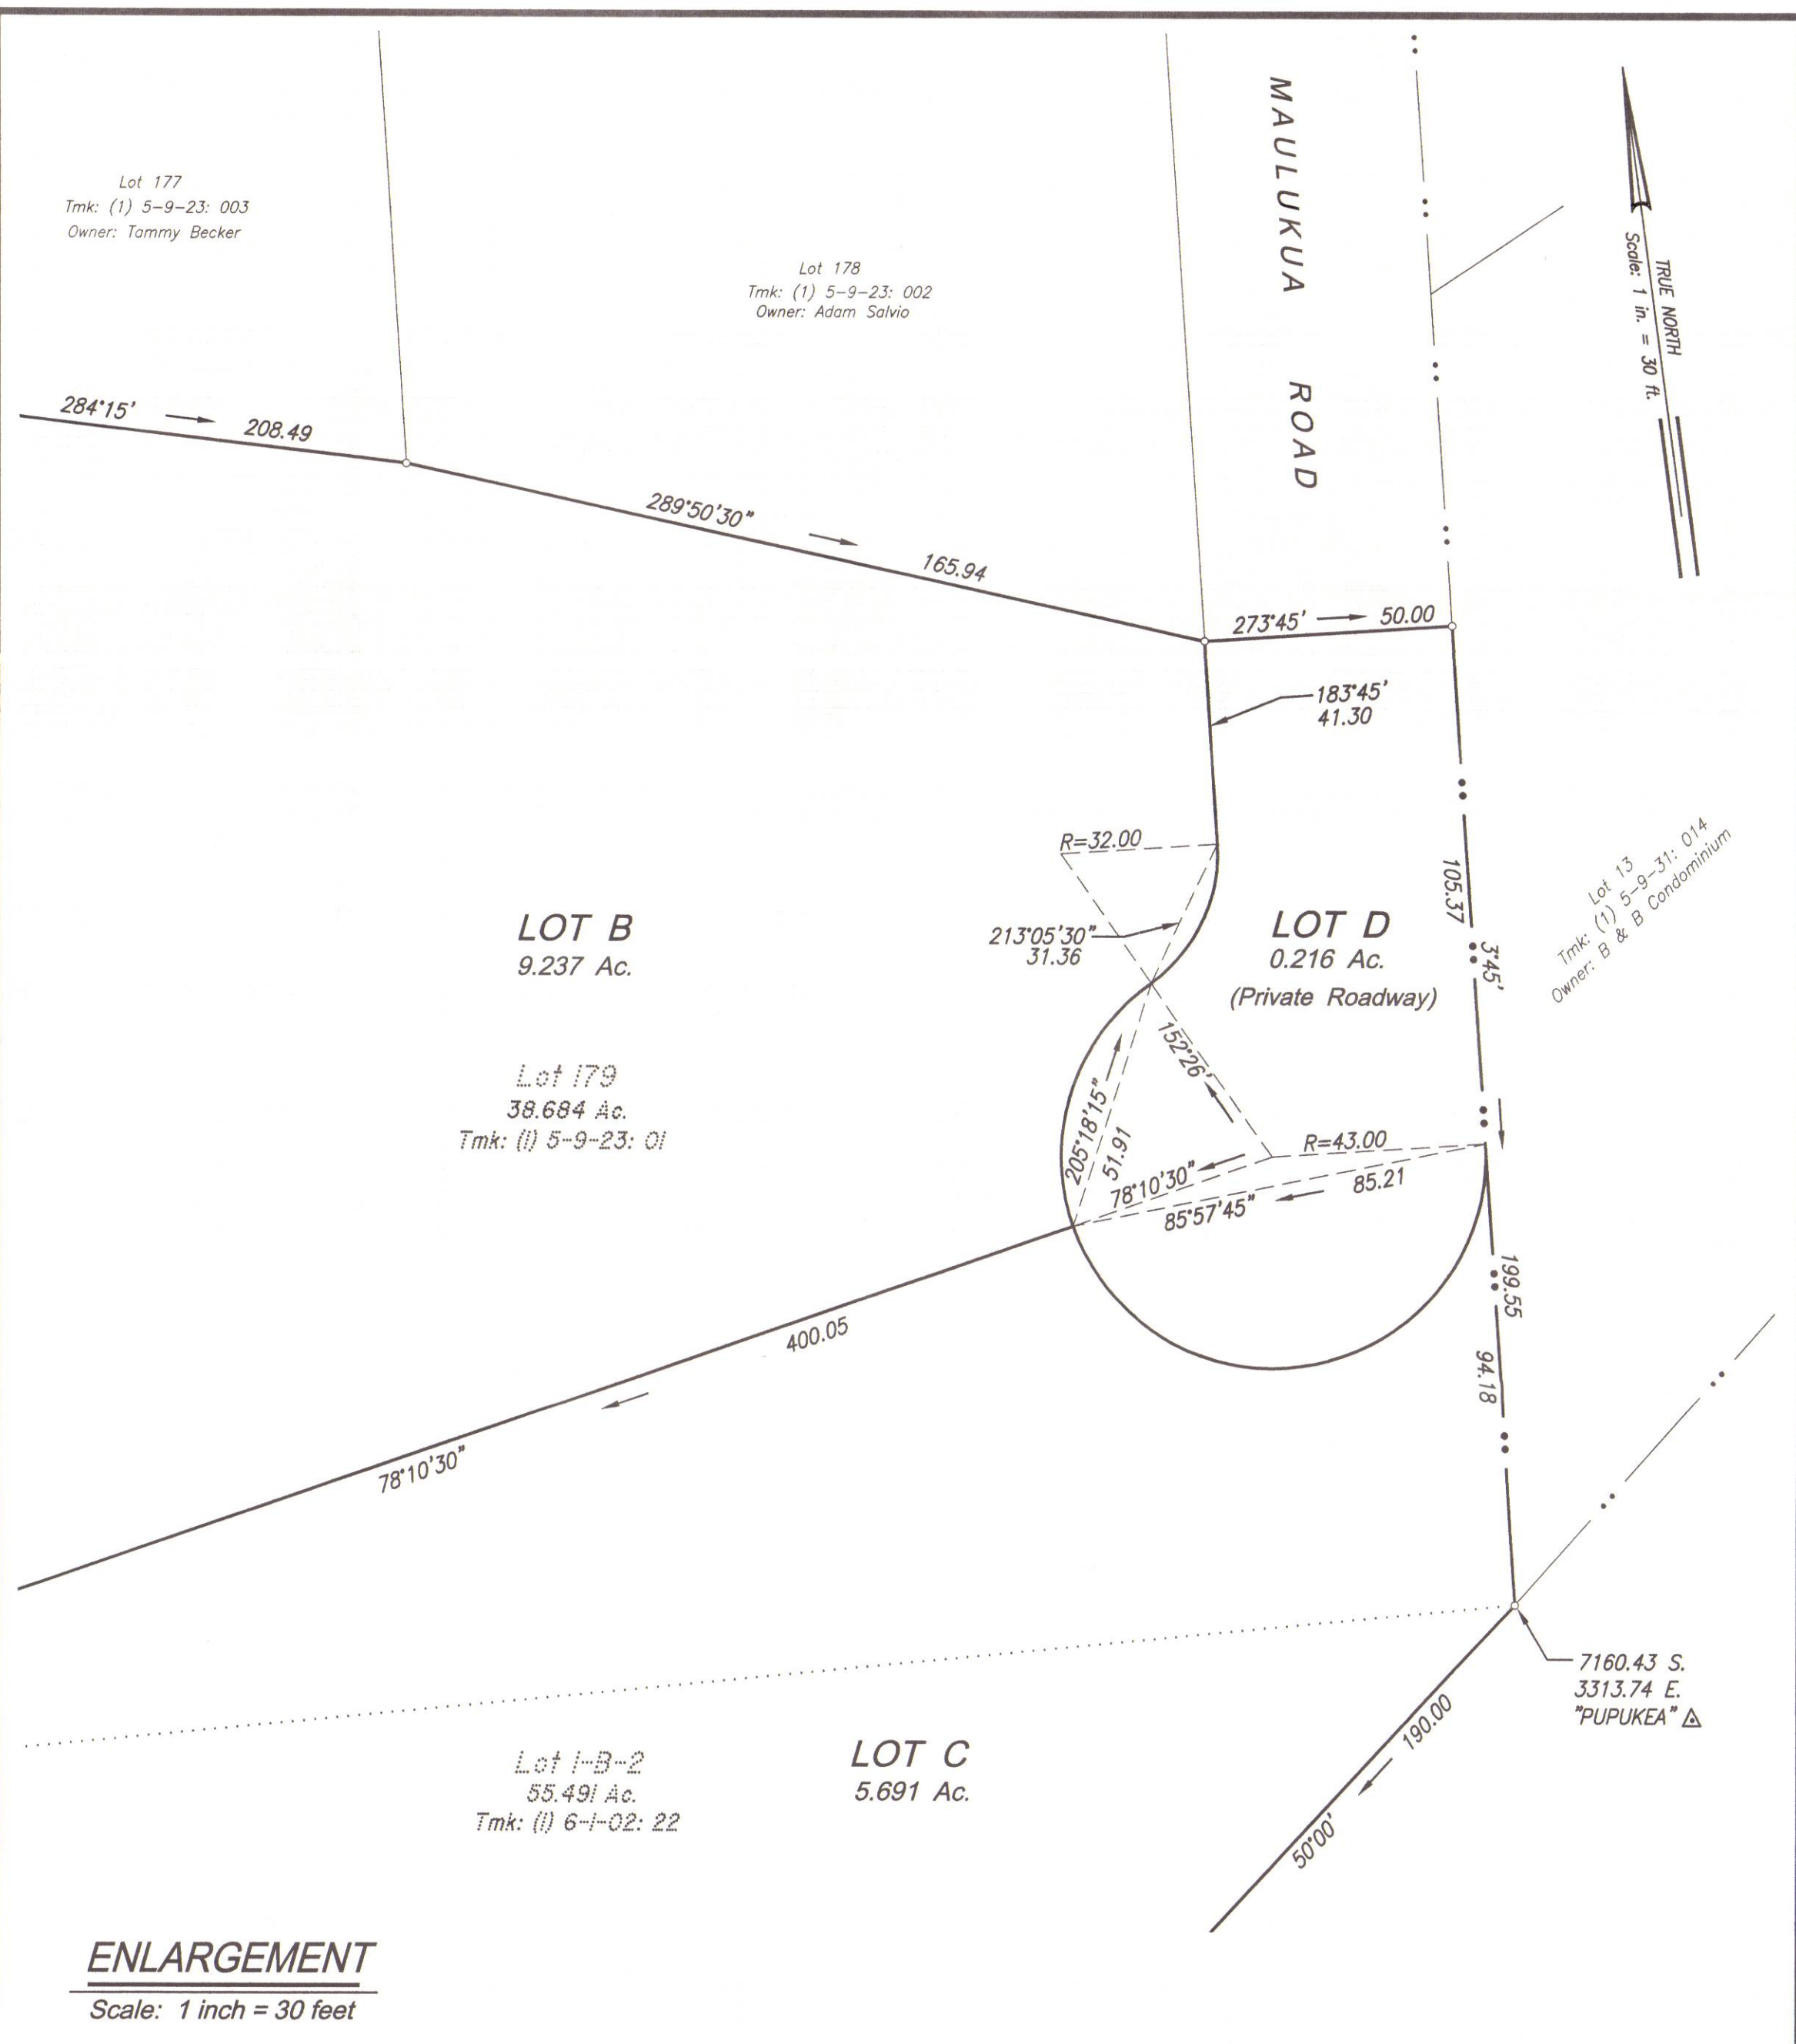 MAULUKUA ROAD
TRUE NORTH
Scale: 1 in. = 30 ft.
Lot 177
Tmk: (1) 5-9-23: 003
Owner: Tammy Becker
Lot 178
Tmk: (1) 5-9-23: 002
Owner: Adam Salvio
284°15' 208.49
289°50'30" 165.94
273°45' 50.00
183°45'
41.30
R=32.00
105.37
3°45'
Lot 13
Tmk: (1) 5-9-31: 014
Owner: B & B Condominium
LOT B
9.237 Ac.
213°05'30"
31.36
LOT D
0.216 Ac.
(Private Roadway)
152°26'
Lot 179
38.684 Ac.
Tmk: (1) 5-9-23: 01
205°18'15"
51.91
R=43.00
78°10'30"
85°57'45" 85.21
199.55
94.18
400.05
78°10'30"
7160.43 S.
3313.74 E.
"PUPUKEA"
190.00
50°00'
Lot 1-B-2
55.491 Ac.
Tmk: (1) 6-1-02: 22
LOT C
5.691 Ac.
ENLARGEMENT
Scale: 1 inch = 30 feet